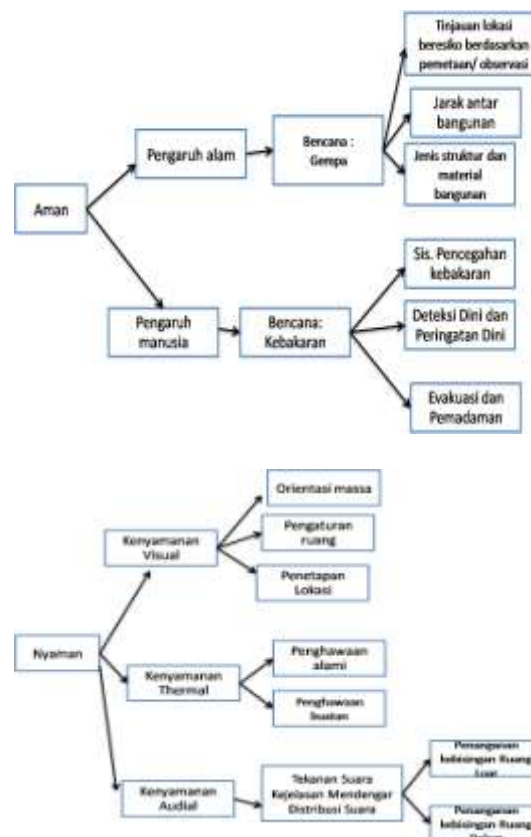 Aman
Pengaruh alam
Bencana :
Gempa
Tinjauan lokasi
beresiko berdasarkan
pemetaan/ observasi
Jarak antar
bangunan
Jenis struktur dan
material
bangunan
Pengaruh
manusia
Bencana:
Kebakaran
Sis. Pencegahan
kebakaran
Deteksi Dini dan
Peringatan Dini
Evakuasi dan
Pemadaman
Nyaman
Kenyamanan
Visual
Orientasi massa
Pengaturan
ruang
Penetapan
Lokasi
Kenyamanan
Thermal
Penghawaan
alami
Penghawaan
buatan
Kenyamanan
Audial
Tekanan Suara
Kejelasan Mendengar
Distribusi Suara
Penanganan
kebisingan Ruang
Luar
Penanganan
kebisingan Ruang